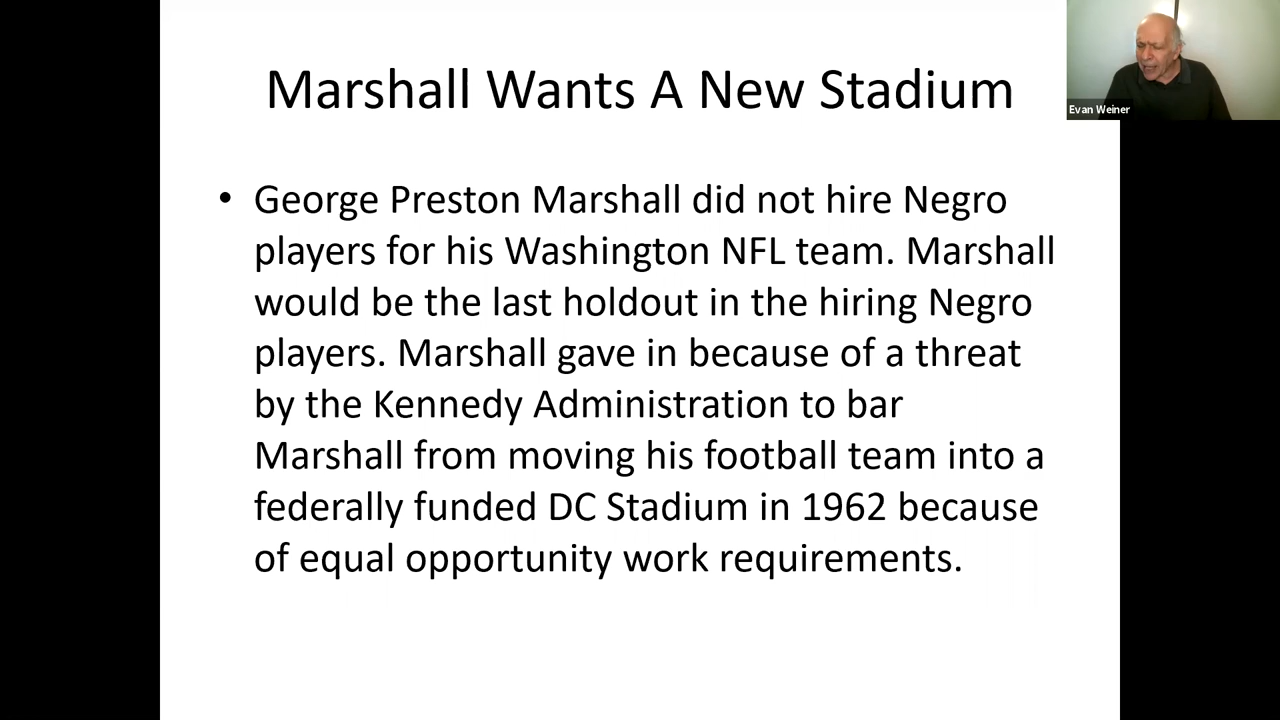 Marshall Wants A New Stadium
Evan Weiner
• George Preston Marshall did not hire Negro
players for his Washington NFL team. Marshall
would be the last holdout in the hiring Negro
players. Marshall gave in because of a threat
by the Kennedy Administration to bar
Marshall from moving his football team into a
federally funded DC Stadium in 1962 because
of equal opportunity work requirements.